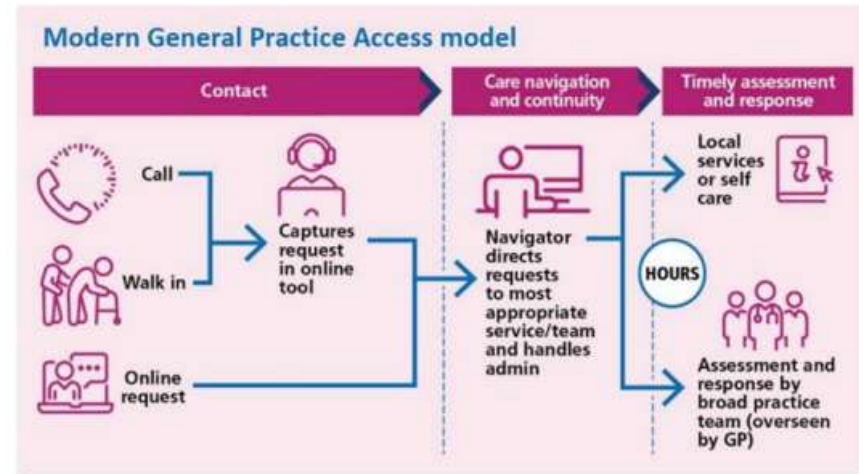 Modern General Practice Access model
Contact
Care navigation
and continuity
Timely assessment
and response
Call
Walk in
Captures
request
in online
tool
Online
request
Navigator
directs
requests
to most
appropriate
service/team
and handles
admin
Local
services
or self
care
HOURS
Assessment and
response by
broad practice
team (overseen
by GP)